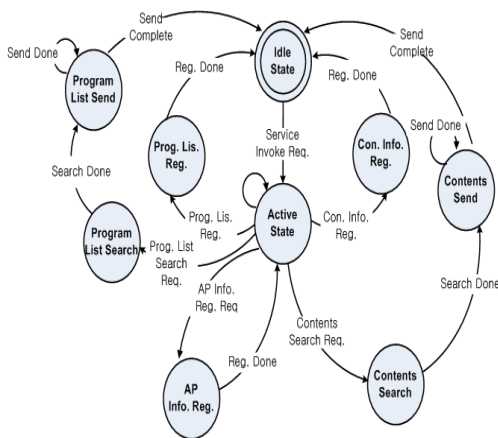 Send
Complete
Send Done
Program
List Send
Idle
State
Send
Complete
Reg. Done
Reg. Done
Service
Invoke Req.
Prog. Lis.
Reg.
Con. Info.
Reg.
Send Done
Contents
Send
Search Done
Prog. Lis.
Reg.
Active
State
Con. Info.
Reg.
Program
List Search
Prog. List
Search
Req.
AP Info.
Reg. Req
Contents
Search Req.
Search Done
Reg. Done
AP
Info. Reg.
Contents
Search